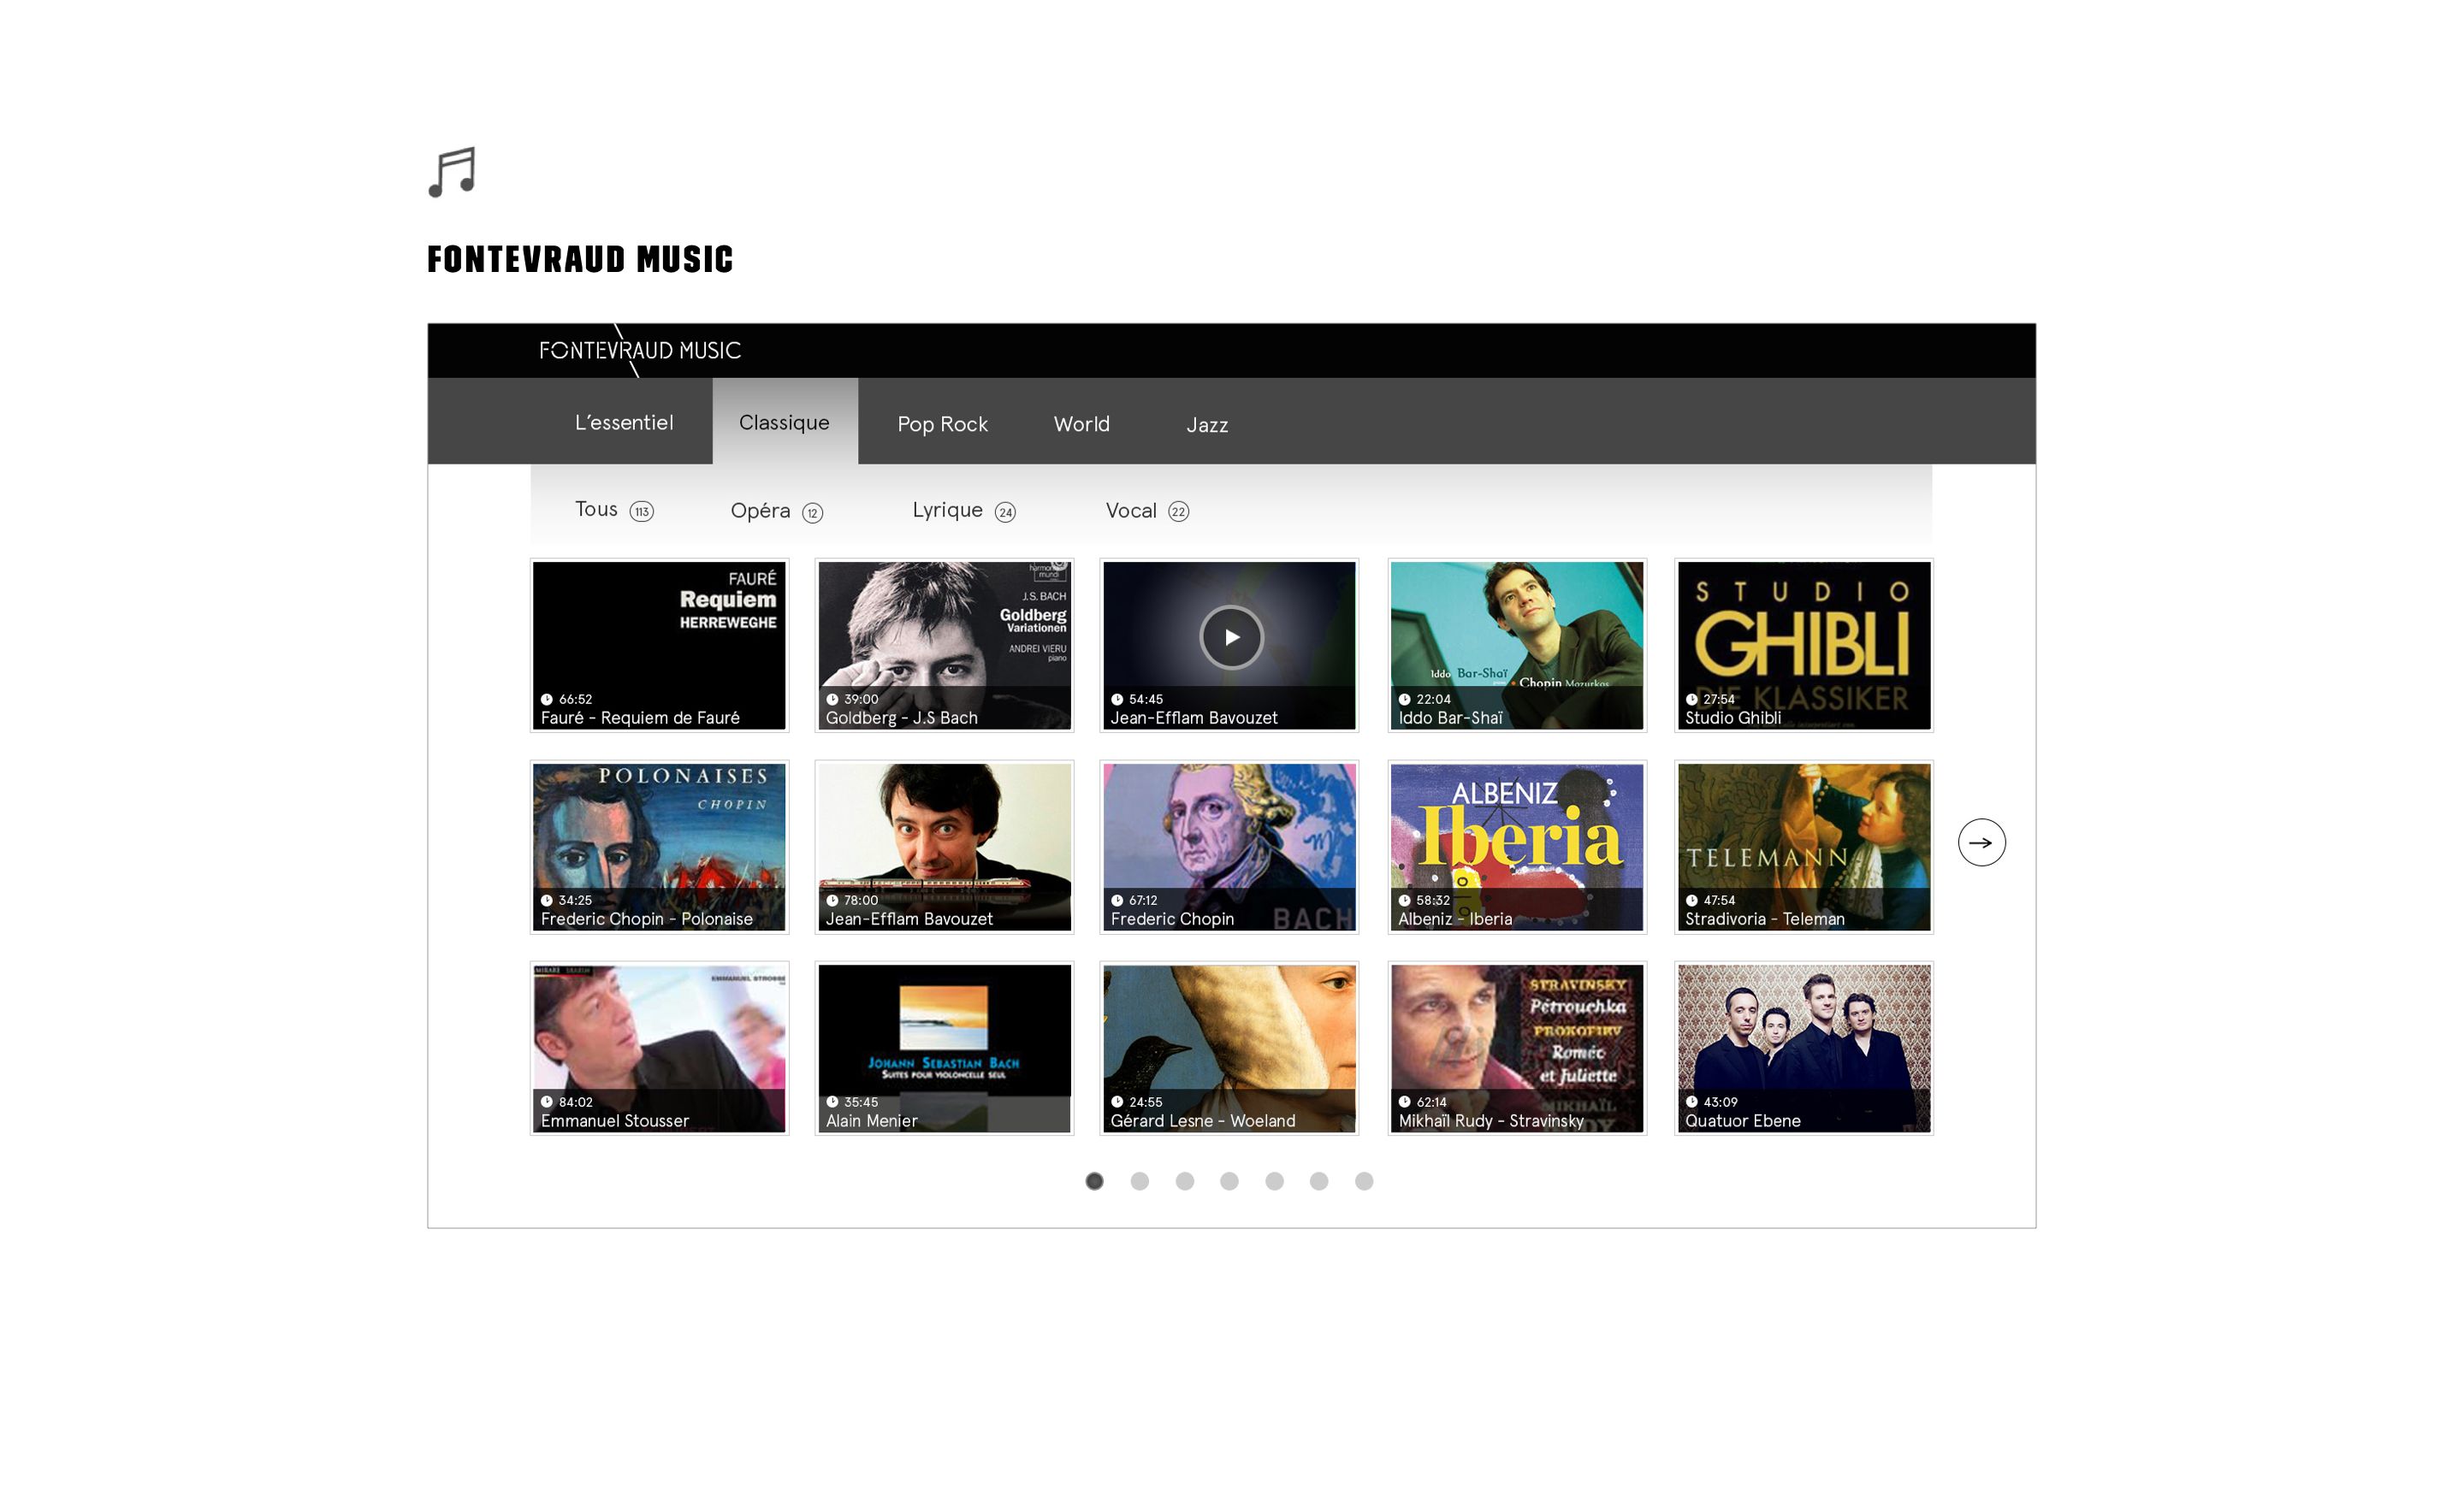 FONTEVRAUD MUSIC
FONTEVRAUD MUSIC
L'essentiel
Classique
Pop Rock
World
Jazz
Tous 113
Opéra 12
Lyrique 24
Vocal 22
FAURÉ
Requiem
HERREWEGHE
66:52
Fauré - Requiem de Fauré
harmonia
mundi
J.S. BACH
Goldberg
Variationen
ANDREI VIERU
piano
39:00
Goldberg - J.S Bach
54:45
Jean-Efflam Bavouzet
Iddo Bar-Shaï
Chopin Mazurkas
22:04
Iddo Bar-Shaï
STUDIO
GHIBLI
DIE KLASSIKER
27:54
Studio Ghibli
POLONAISES
CHOPIN
34:25
Frederic Chopin - Polonaise
78:00
Jean-Efflam Bavouzet
BACH
67:12
Frederic Chopin
ALBENIZ
Iberia
58:32
Albeniz - Iberia
TELEMANN
47:54
Stradivoria - Teleman
EMMANUEL STROSSE
84:02
Emmanuel Stousser
JOHANN SEBASTIAN BACH
SUITES POUR VIOLONCELLE SEUL
35:45
Alain Menier
24:55
Gérard Lesne - Woeland
STRAVINSKY
Pétrouchka
PROKOFIEV
Roméo
et Juliette
MIKHAÏL
RUDY
62:14
Mikhaïl Rudy - Stravinsky
43:09
Quatuor Ebene